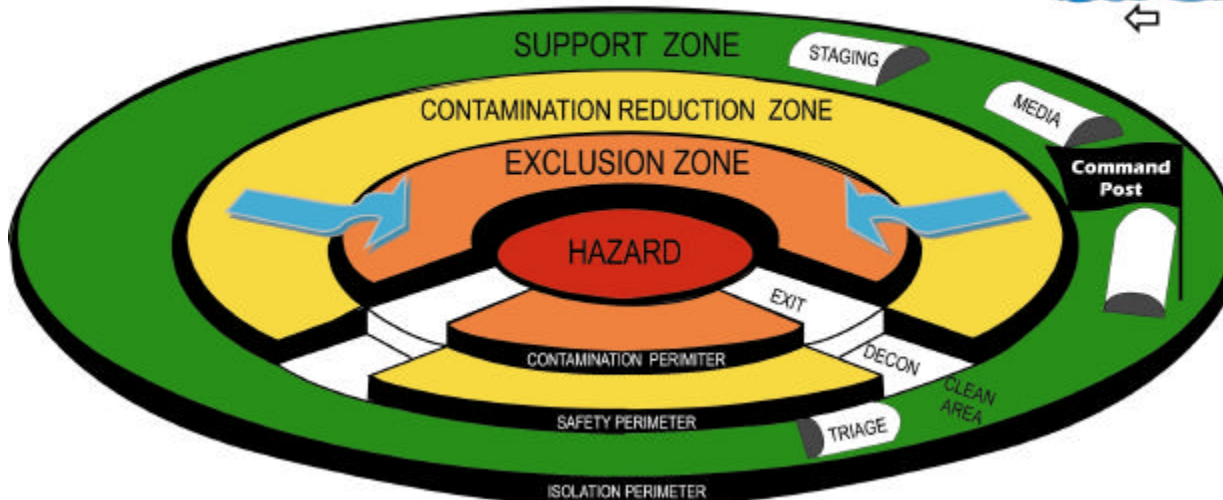 SUPPORT ZONE
STAGING
MEDIA
CONTAMINATION REDUCTION ZONE
EXCLUSION ZONE
Command
Post
HAZARD
EXIT
CONTAMINATION PERIMITER
DECON
CLEAN
AREA
SAFETY PERIMETER
TRIAGE
ISOLATION PERIMETER